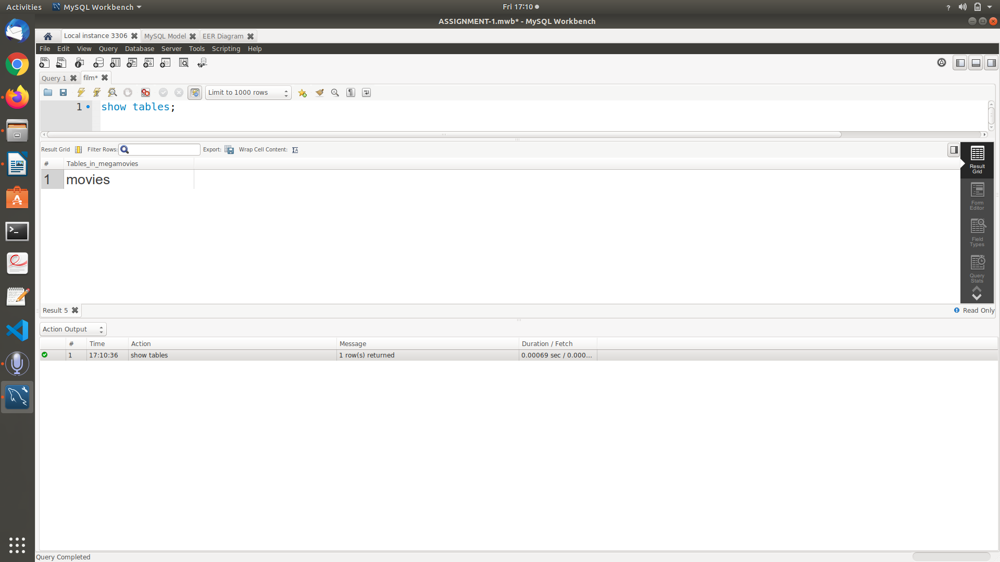 Activities MySQL Workbench Fri 17:10 ?
ASSIGNMENT-1.mwb* - MySQL Workbench
Local instance 3306 MySQL Model EER Diagram
File Edit View Query Database Server Tools Scripting Help
Query 1 film*
Limit to 1000 rows
1 show tables;
Result Grid Filter Rows: Export: Wrap Cell Content:
# Tables_in_megamovies
1 movies
Result
Grid
Form
Editor
Field
Types
Query
Stats
Result 5 Read Only
Action Output
# Time Action Message Duration / Fetch
1 17:10:36 show tables 1 row(s) returned 0.00069 sec / 0.000...
Query Completed